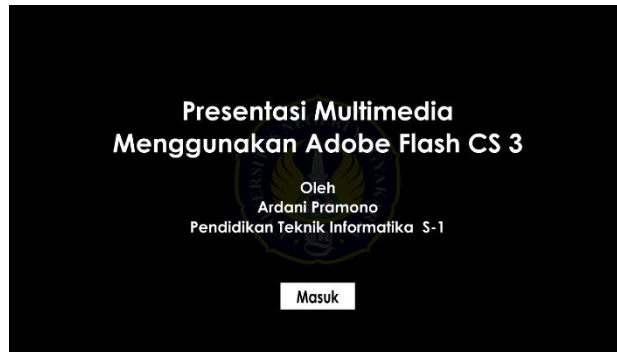 Presentasi Multimedia
Menggunakan Adobe Flash CS 3
Oleh
Ardani Pramono
Pendidikan Teknik Informatika S-1
Masuk